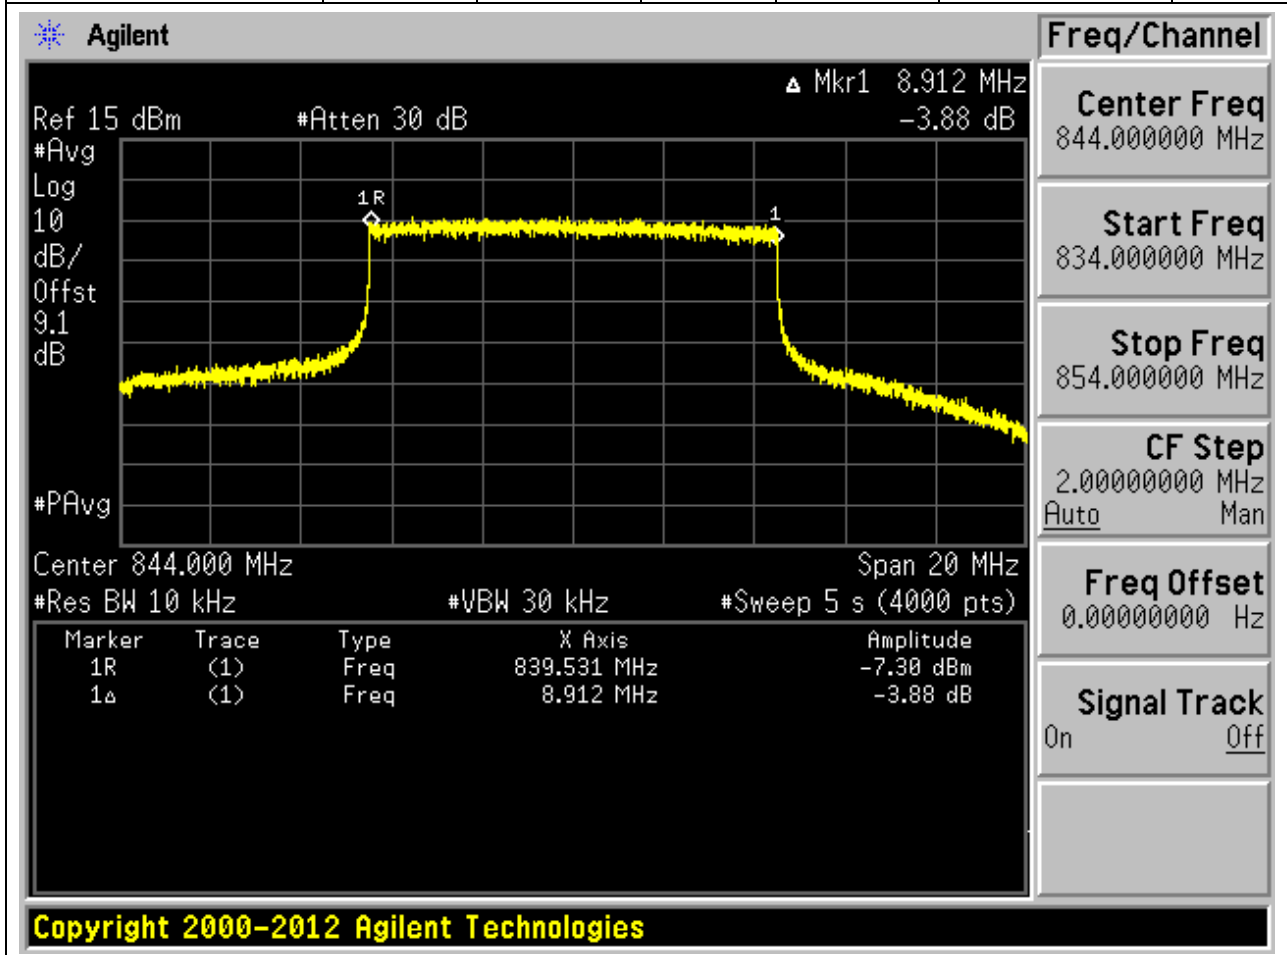 Agilent
Freq/Channel
Δ Mkr1 8.912 MHz
Ref 15 dBm #Atten 30 dB -3.88 dB
#Avg
Log
10
dB/
Offst
9.1
dB
#PAvg
1R
1
Center 844.000 MHz Span 20 MHz
#Res BW 10 kHz #VBW 30 kHz #Sweep 5 s (4000 pts)
Marker Trace Type X Axis Amplitude
1R (1) Freq 839.531 MHz -7.30 dBm
1Δ (1) Freq 8.912 MHz -3.88 dB
Center Freq
844.000000 MHz
Start Freq
834.000000 MHz
Stop Freq
854.000000 MHz
CF Step
2.00000000 MHz
Auto Man
Freq Offset
0.00000000 Hz
Signal Track
On Off
Copyright 2000-2012 Agilent Technologies